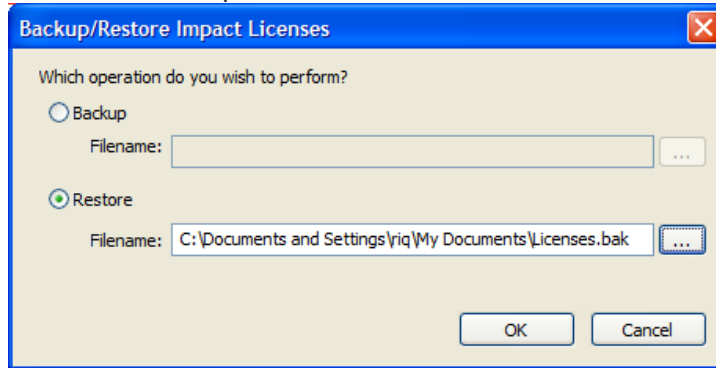 Backup/Restore Impact Licenses
Which operation do you wish to perform?
Backup
Filename:
...
Restore
Filename: C:\Documents and Settings\riq\My Documents\Licenses.bak ...
OK Cancel